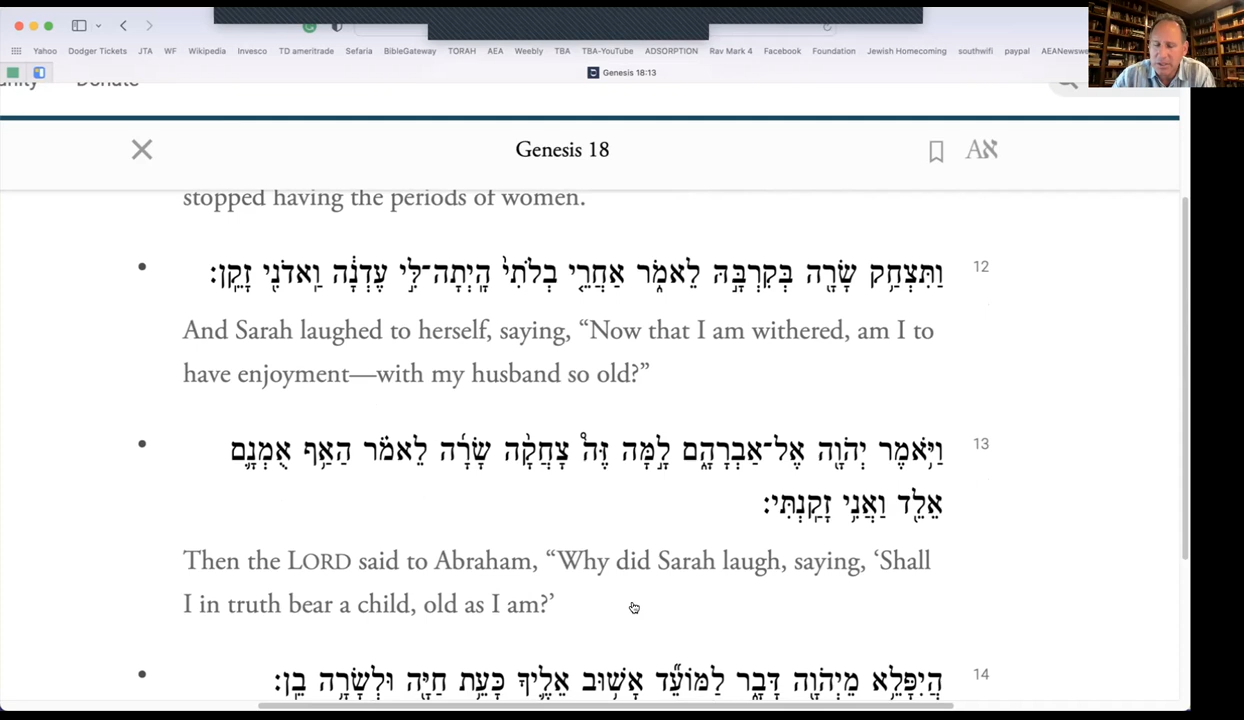 Yahoo Dodger Tickets JTA WF Wikipedia Invesco TD ameritrade Sefaria BibleGateway TORAH AEA Weebly TBA TBA-YouTube ADSORPTION Rav Mark 4 Facebook Foundation Jewish Homecoming southwifi paypal AEANewswe
Genesis 18:13
Donate
Genesis 18
Aא
stopped having the periods of women.
12
וַתִּצְחַ֥ק שָׂרָ֖ה בְּקִרְבָּ֣הּ לֵאמֹ֑ר אַחֲרֵ֤י בְלֹתִי֙ הָֽיְתָה־לִּ֣י עֶדְנָ֔ה וַֽאדֹנִ֖י זָקֵֽן׃
And Sarah laughed to herself, saying, “Now that I am withered, am I to
have enjoyment—with my husband so old?”
13
וַיֹּ֥אמֶר יְהֹוָ֖ה אֶל־אַבְרָהָ֑ם לָ֣מָּה זֶּה֩ צָחֲקָ֨ה שָׂרָ֜ה לֵאמֹ֗ר הַאַ֥ף אֻמְנָ֛ם
אֵלֵ֖ד וַאֲנִ֥י זָקַֽנְתִּי׃
Then the LORD said to Abraham, “Why did Sarah laugh, saying, ‘Shall
I in truth bear a child, old as I am?’
14
הֲיִפָּלֵ֥א מֵיְהֹוָ֖ה דָּבָ֑ר לַמּוֹעֵ֞ד אָשׁ֥וּב אֵלֶ֛יךָ כָּעֵ֥ת חַיָּ֖ה וּלְשָׂרָ֥ה בֵֽן׃